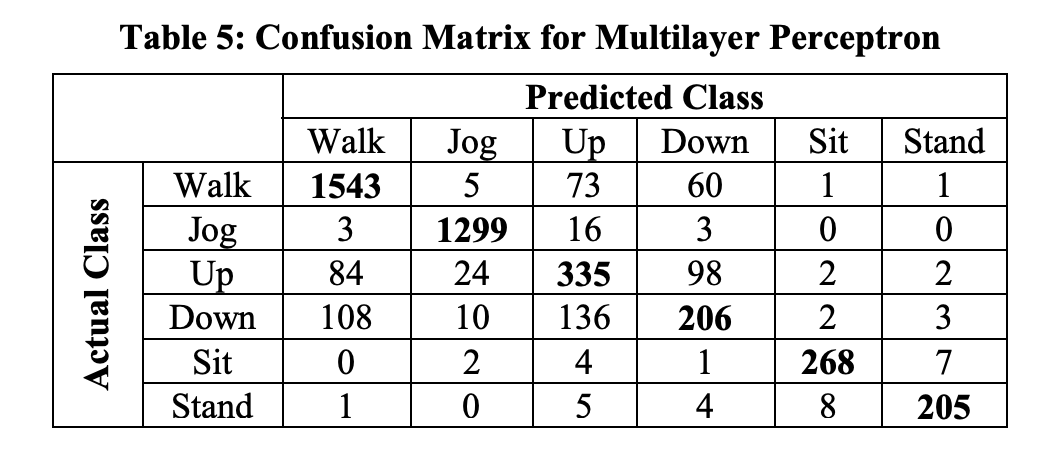 Table 5: Confusion Matrix for Multilayer Perceptron
Predicted Class
Walk Jog Up Down Sit Stand
Actual Class
Walk 1543 5 73 60 1 1
Jog 3 1299 16 3 0 0
Up 84 24 335 98 2 2
Down 108 10 136 206 2 3
Sit 0 2 4 1 268 7
Stand 1 0 5 4 8 205